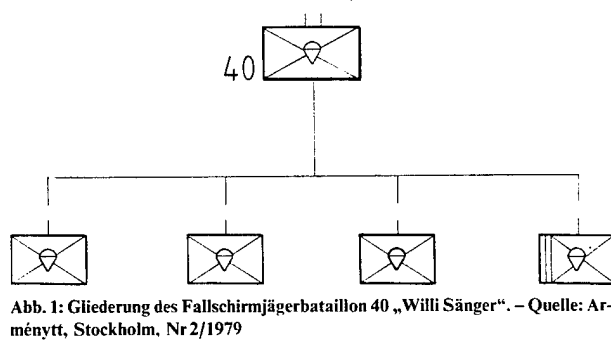 40
Abb. 1: Gliederung des Fallschirmjägerbataillon 40 „Willi Sänger“. – Quelle: Ar-
ménytt, Stockholm, Nr 2/1979